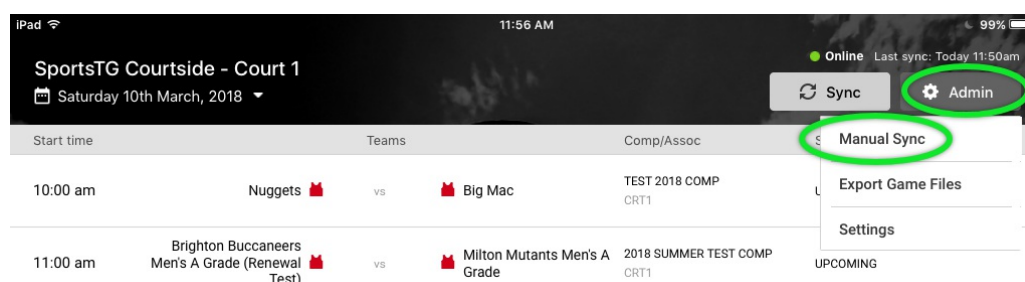 iPad
11:56 AM
99%
Online Last sync: Today 11:50am
SportsTG Courtside - Court 1
Saturday 10th March, 2018
Sync
Admin
Start time Teams Comp/Assoc S
Manual Sync
Export Game Files
Settings
10:00 am Nuggets vs Big Mac TEST 2018 COMP
CRT1
U
11:00 am
Brighton Buccaneers
Men's A Grade (Renewal
Test)
vs
Milton Mutants Men's A
Grade
2018 SUMMER TEST COMP
CRT1
UPCOMING